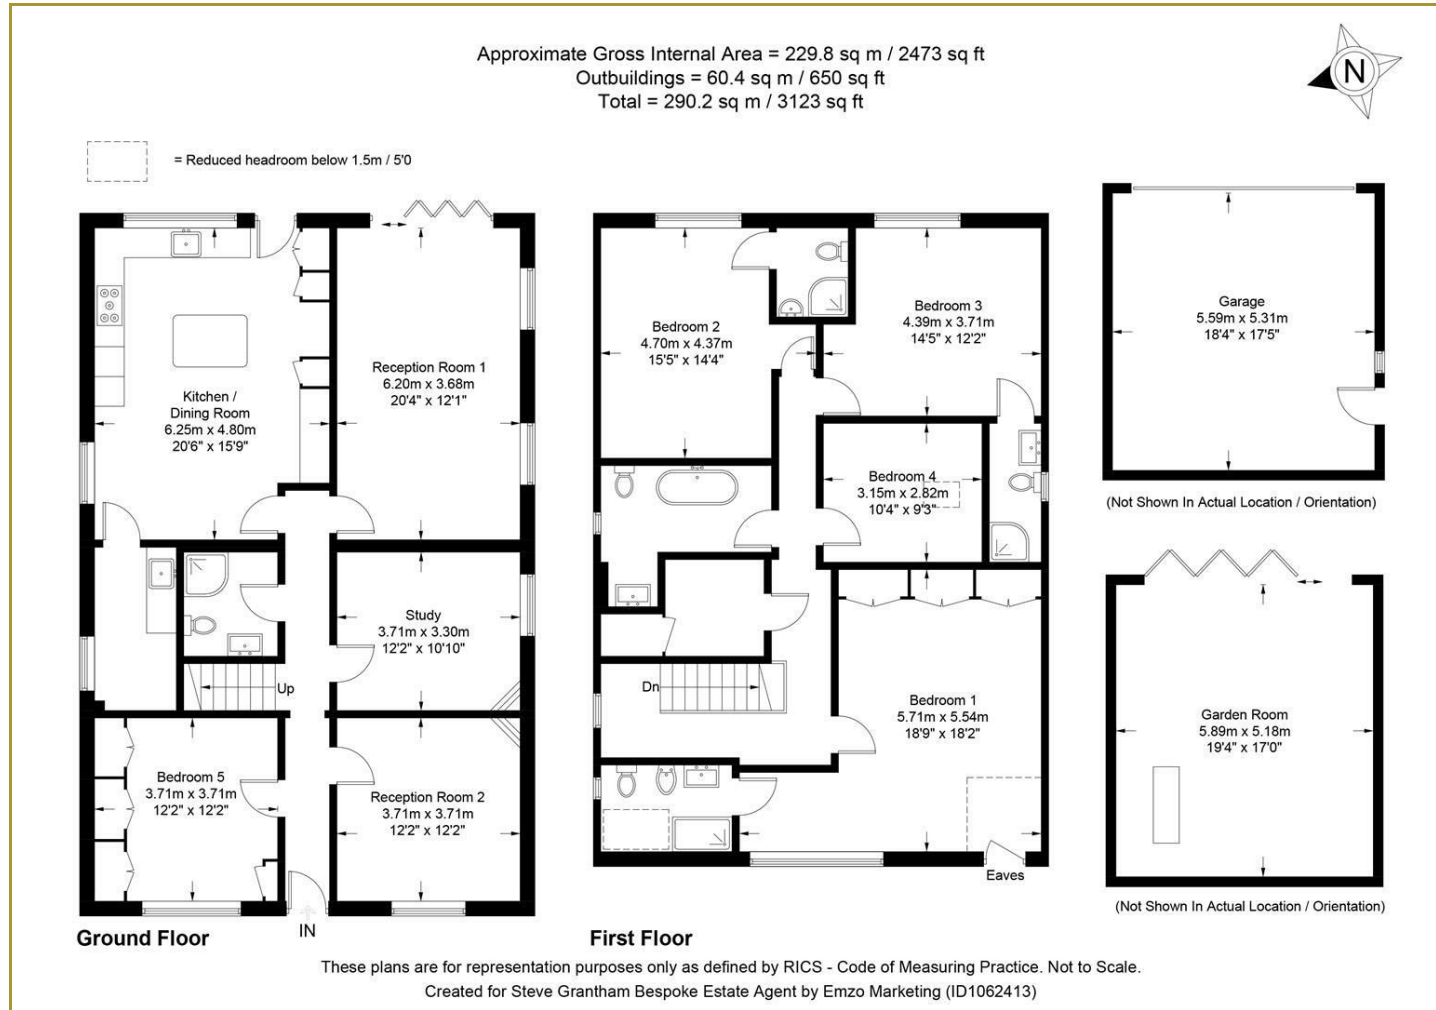 Approximate Gross Internal Area = 229.8 sq m / 2473 sq ft
Outbuildings = 60.4 sq m / 650 sq ft
Total = 290.2 sq m / 3123 sq ft
N
= Reduced headroom below 1.5m / 5'0
Kitchen /
Dining Room
6.25m x 4.80m
20'6" x 15'9"
Reception Room 1
6.20m x 3.68m
20'4" x 12'1"
Study
3.71m x 3.30m
12'2" x 10'10"
Up
Bedroom 5
3.71m x 3.71m
12'2" x 12'2"
Reception Room 2
3.71m x 3.71m
12'2" x 12'2"
IN
Ground Floor
Bedroom 2
4.70m x 4.37m
15'5" x 14'4"
Bedroom 3
4.39m x 3.71m
14'5" x 12'2"
Bedroom 4
3.15m x 2.82m
10'4" x 9'3"
Dn
Bedroom 1
5.71m x 5.54m
18'9" x 18'2"
Eaves
First Floor
Garage
5.59m x 5.31m
18'4" x 17'5"
(Not Shown In Actual Location / Orientation)
Garden Room
5.89m x 5.18m
19'4" x 17'0"
(Not Shown In Actual Location / Orientation)
These plans are for representation purposes only as defined by RICS - Code of Measuring Practice. Not to Scale.
Created for Steve Grantham Bespoke Estate Agent by Emzo Marketing (ID1062413)